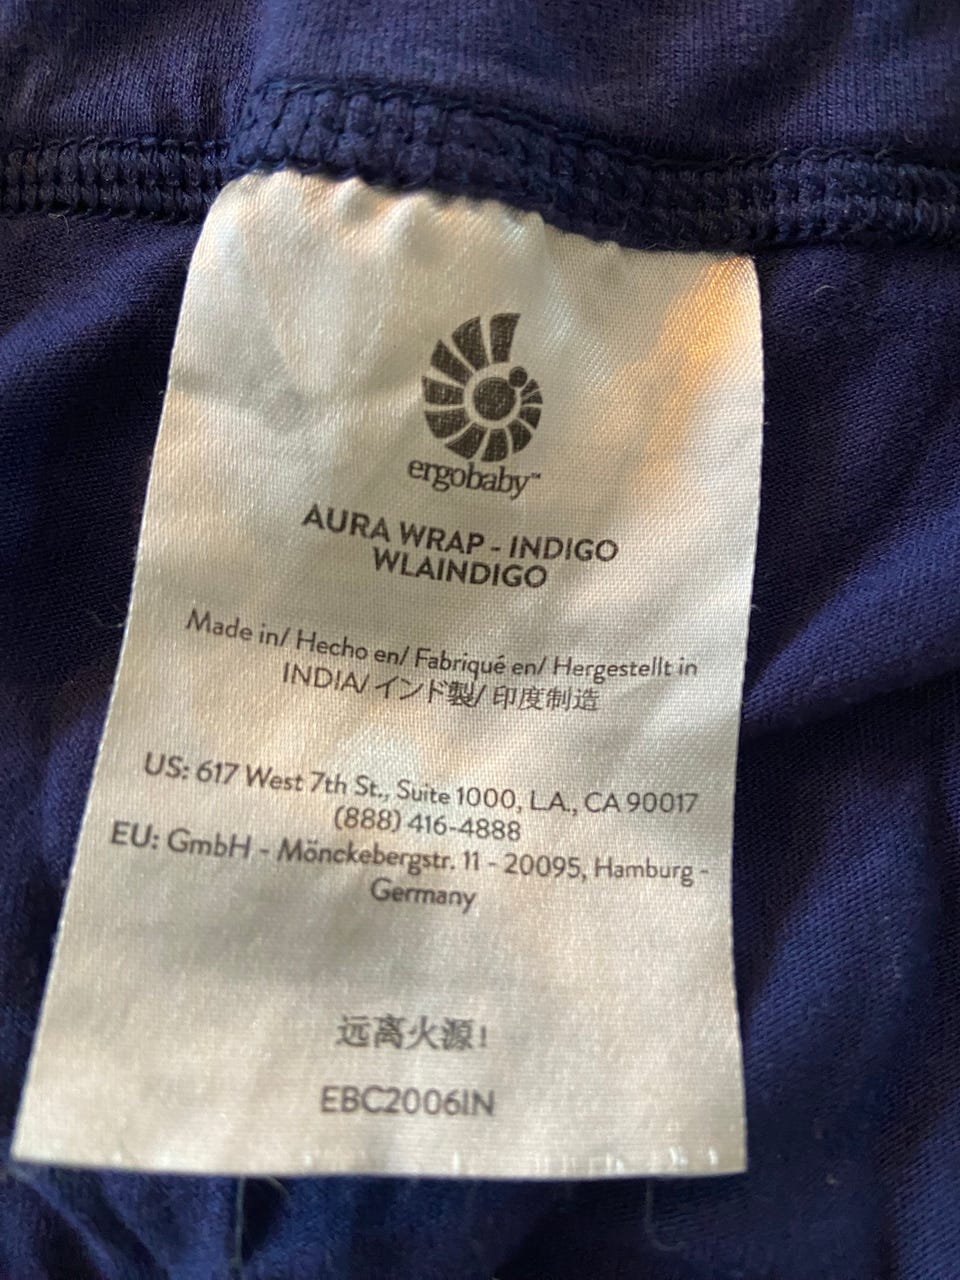 ergobaby™
AURA WRAP - INDIGO
WLAINDIGO
Made in/ Hecho en/ Fabriqué en/ Hergestellt in
INDIA/ インド製/ 印度制造
US: 617 West 7th St., Suite 1000, L.A., CA 90017
(888) 416-4888
EU: GmbH - Mönckebergstr. 11 - 20095, Hamburg -
Germany
远离火源!
EBC2006IN